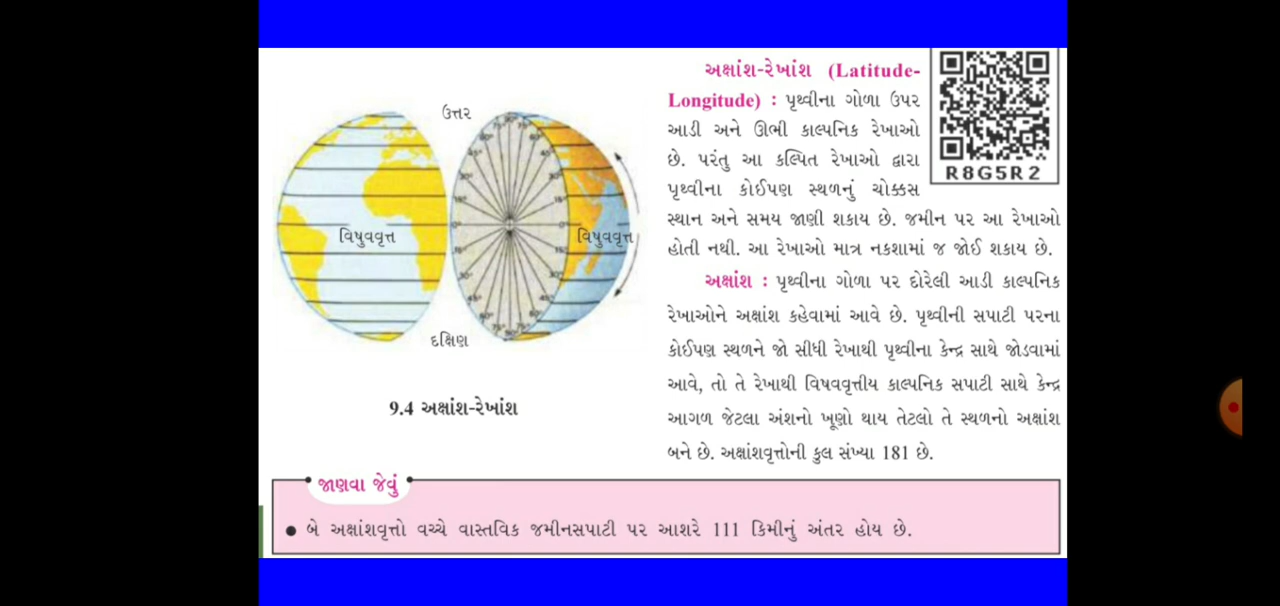 ઉત્તર
વિષુવવૃત્ત
વિષુવવૃત્ત
દક્ષિણ
9.4 અક્ષાંશ-રેખાંશ
અક્ષાંશ-રેખાંશ (Latitude-
Longitude) : પૃથ્વીના ગોળા ઉપર
આડી અને ઊભી કાલ્પનિક રેખાઓ
છે. પરંતુ આ કલ્પિત રેખાઓ દ્વારા
પૃથ્વીના કોઈપણ સ્થળનું ચોક્કસ
સ્થાન અને સમય જાણી શકાય છે. જમીન પર આ રેખાઓ
હોતી નથી. આ રેખાઓ માત્ર નકશામાં જ જોઈ શકાય છે.
R8G5R2
અક્ષાંશ : પૃથ્વીના ગોળા પર દોરેલી આડી કાલ્પનિક
રેખાઓને અક્ષાંશ કહેવામાં આવે છે. પૃથ્વીની સપાટી પરના
કોઈપણ સ્થળને જો સીધી રેખાથી પૃથ્વીના કેન્દ્ર સાથે જોડવામાં
આવે, તો તે રેખાથી વિષવવૃત્તીય કાલ્પનિક સપાટી સાથે કેન્દ્ર
આગળ જેટલા અંશનો ખૂણો થાય તેટલો તે સ્થળનો અક્ષાંશ
બને છે. અક્ષાંશવૃત્તોની કુલ સંખ્યા 181 છે.
જાણવા જેવું
● બે અક્ષાંશવૃત્તો વચ્ચે વાસ્તવિક જમીનસપાટી પર આશરે 111 કિમીનું અંતર હોય છે.